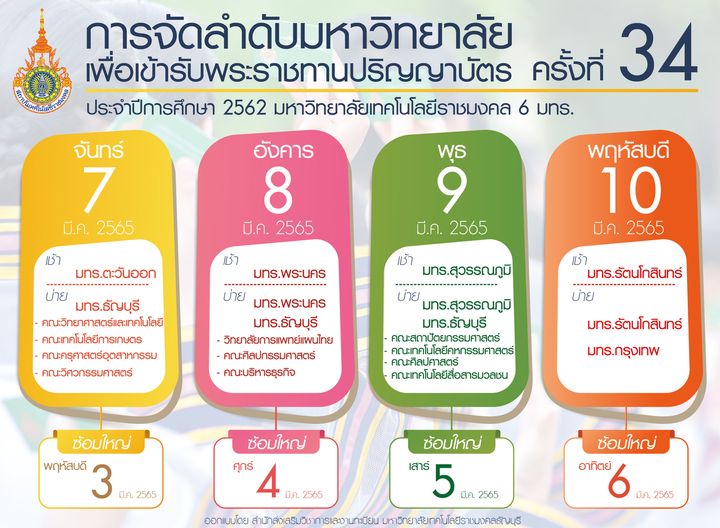 การจัดลำดับมหาวิทยาลัย
เพื่อเข้ารับพระราชทานปริญญาบัตร ครั้งที่ 34
ประจำปีการศึกษา 2562 มหาวิทยาลัยเทคโนโลยีราชมงคล 6 มทร.
จันทร์
7
มี.ค. 2565
เช้า
มทร.ตะวันออก
บ่าย
มทร.ธัญบุรี
- คณะวิทยาศาสตร์และเทคโนโลยี
- คณะเทคโนโลยีการเกษตร
- คณะครุศาสตร์อุตสาหกรรม
- คณะวิศวกรรมศาสตร์
ซ้อมใหญ่
พฤหัสบดี
3
มี.ค. 2565
อังคาร
8
มี.ค. 2565
เช้า
มทร.พระนคร
บ่าย
มทร.พระนคร
มทร.ธัญบุรี
- วิทยาลัยการแพทย์แผนไทย
- คณะศิลปกรรมศาสตร์
- คณะบริหารธุรกิจ
ซ้อมใหญ่
ศุกร์
4
มี.ค. 2565
พุธ
9
มี.ค. 2565
เช้า
มทร.สุวรรณภูมิ
บ่าย
มทร.สุวรรณภูมิ
มทร.ธัญบุรี
- คณะสถาปัตยกรรมศาสตร์
- คณะเทคโนโลยีคหกรรมศาสตร์
- คณะศิลปศาสตร์
- คณะเทคโนโลยีสื่อสารมวลชน
ซ้อมใหญ่
เสาร์
5
มี.ค. 2565
พฤหัสบดี
10
มี.ค. 2565
เช้า
มทร.รัตนโกสินทร์
บ่าย
มทร.รัตนโกสินทร์
มทร.กรุงเทพ
ซ้อมใหญ่
อาทิตย์
6
มี.ค. 2565
ออกแบบโดย สำนักส่งเสริมวิชาการและงานทะเบียน มหาวิทยาลัยเทคโนโลยีราชมงคลธัญบุรี